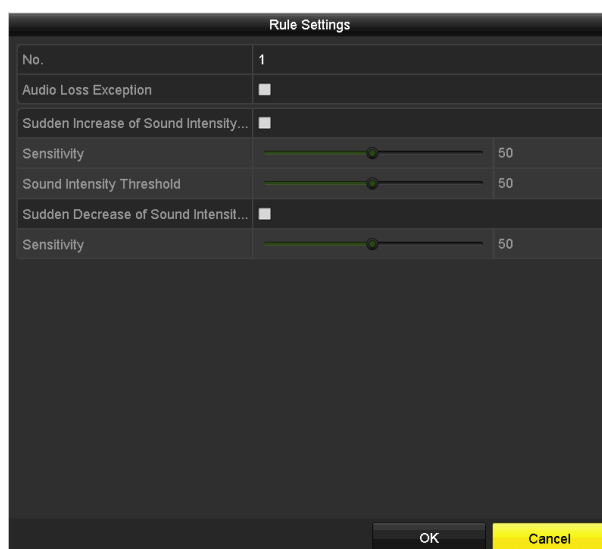 Rule Settings
No. 1
Audio Loss Exception
Sudden Increase of Sound Intensity...
Sensitivity 50
Sound Intensity Threshold 50
Sudden Decrease of Sound Intensit...
Sensitivity 50
OK Cancel